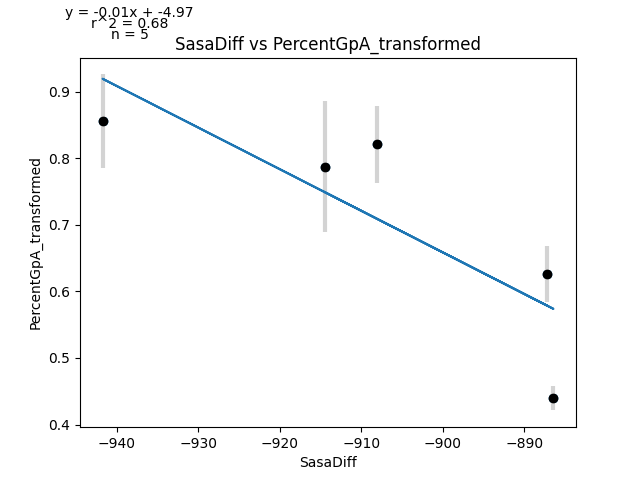 y = -0.01x + -4.97
r^2 = 0.68
n = 5
SasaDiff vs PercentGpA_transformed
0.9
0.8
0.7
0.6
0.5
0.4
PercentGpA_transformed
−940 −930 −920 −910 −900 −890
SasaDiff